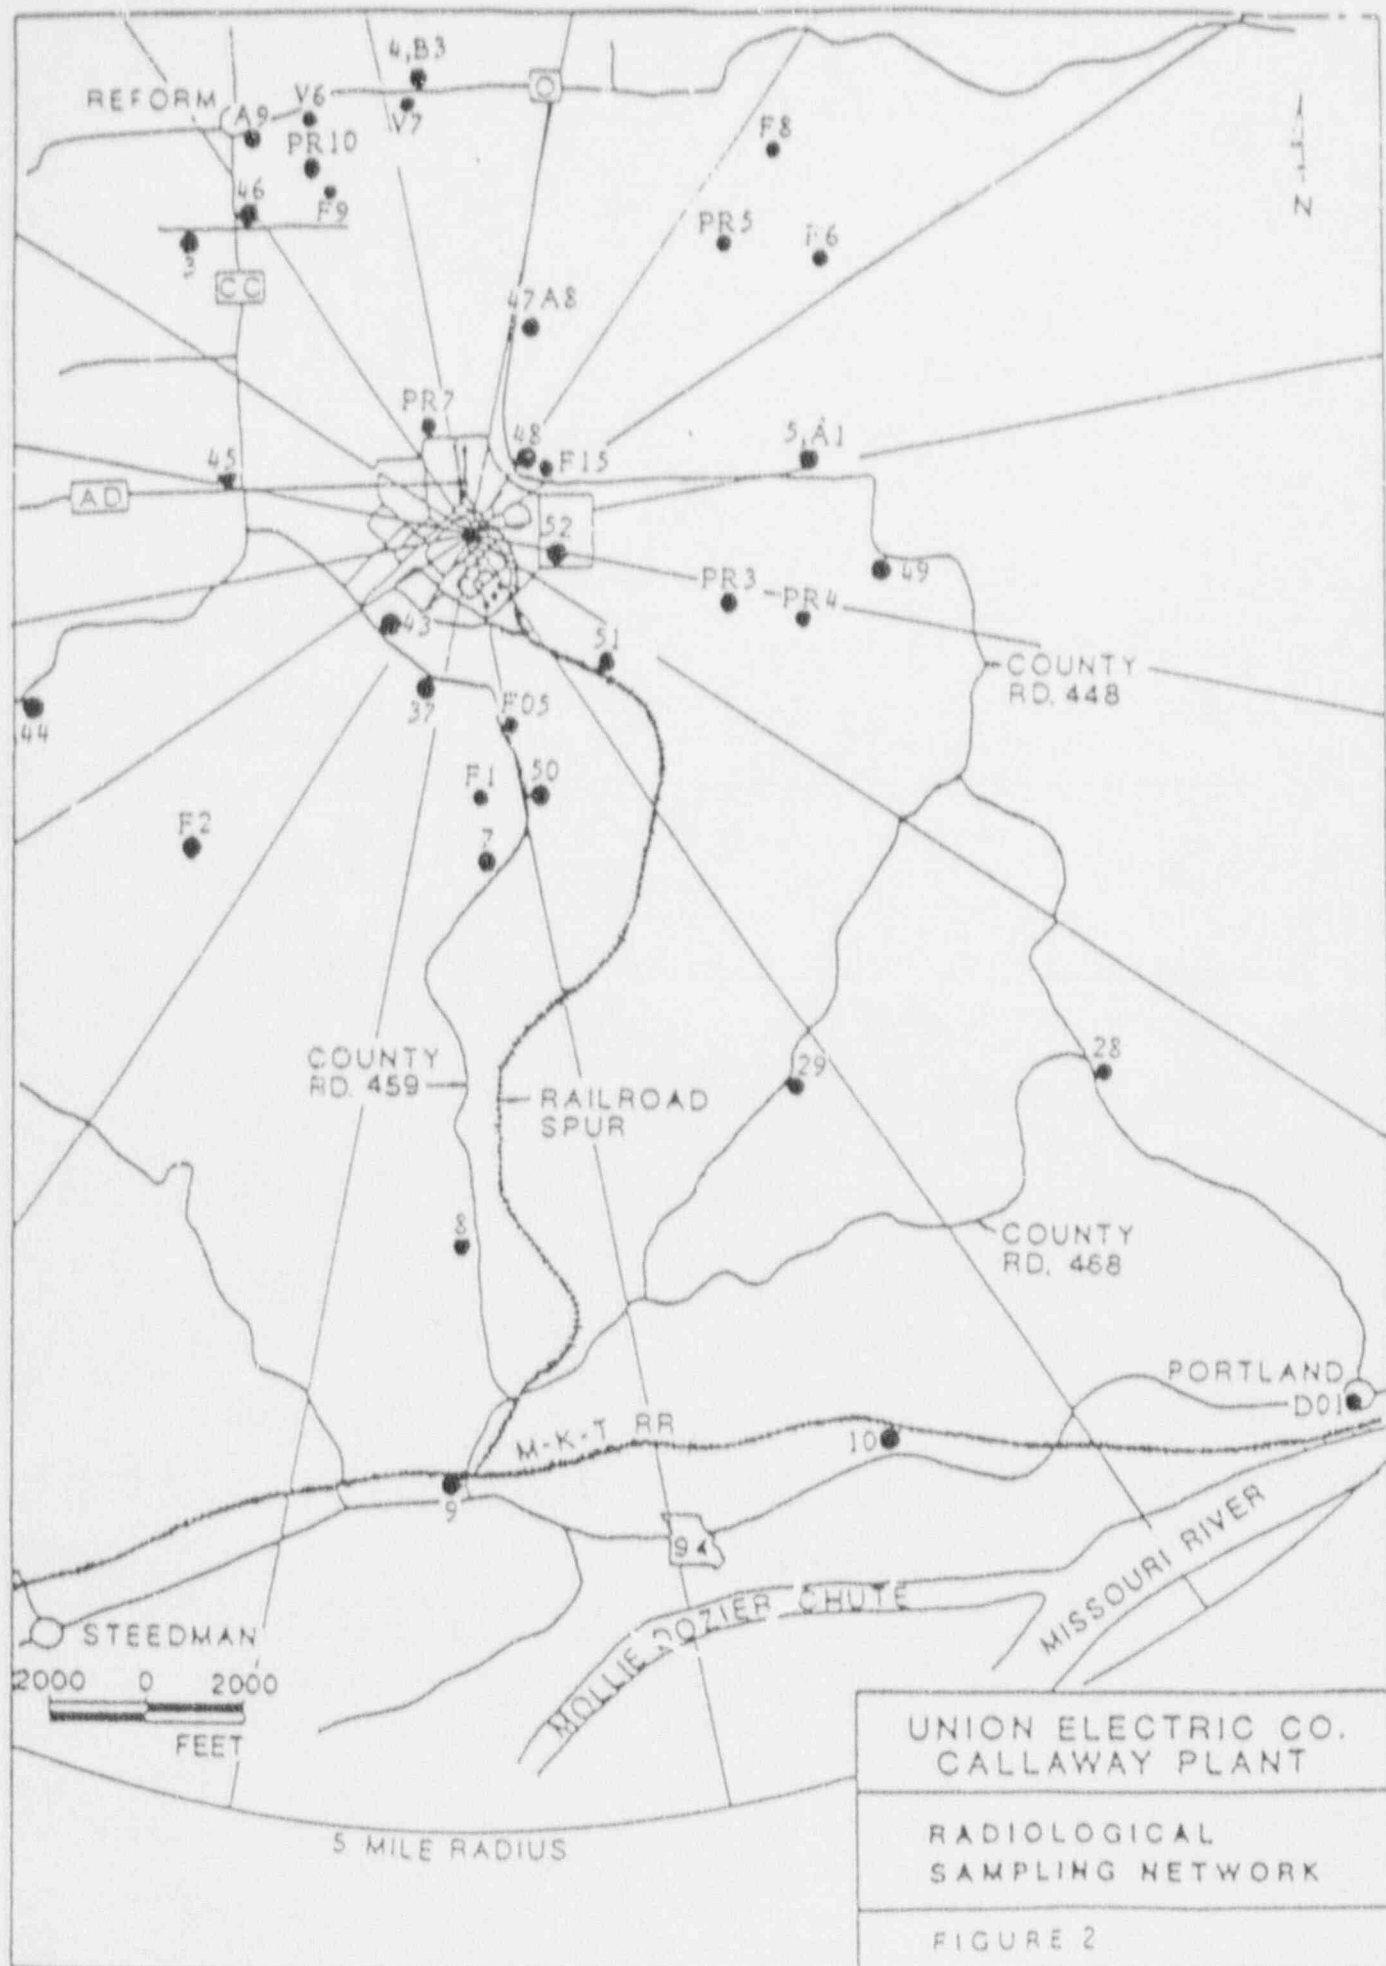 4,B3
O
REFORM
V6
A9
V7
PR10
F8
46
F9
N
PR5
F6
3
CC
47A8
PR7
48
5,A1
F15
45
AD
52
49
PR3
PR4
43
51
COUNTY
RD. 448
37
F05
44
F1
50
F2
7
COUNTY
RD. 459
29
28
RAILROAD
SPUR
8
COUNTY
RD. 468
PORTLAND
D01
M-K-T RR
10
9
94
MISSOURI RIVER
MOLLIE DOZIER CHUTE
STEEDMAN
2000 0 2000
FEET
5 MILE RADIUS
UNION ELECTRIC CO.
CALLAWAY PLANT
RADIOLOGICAL
SAMPLING NETWORK
FIGURE 2